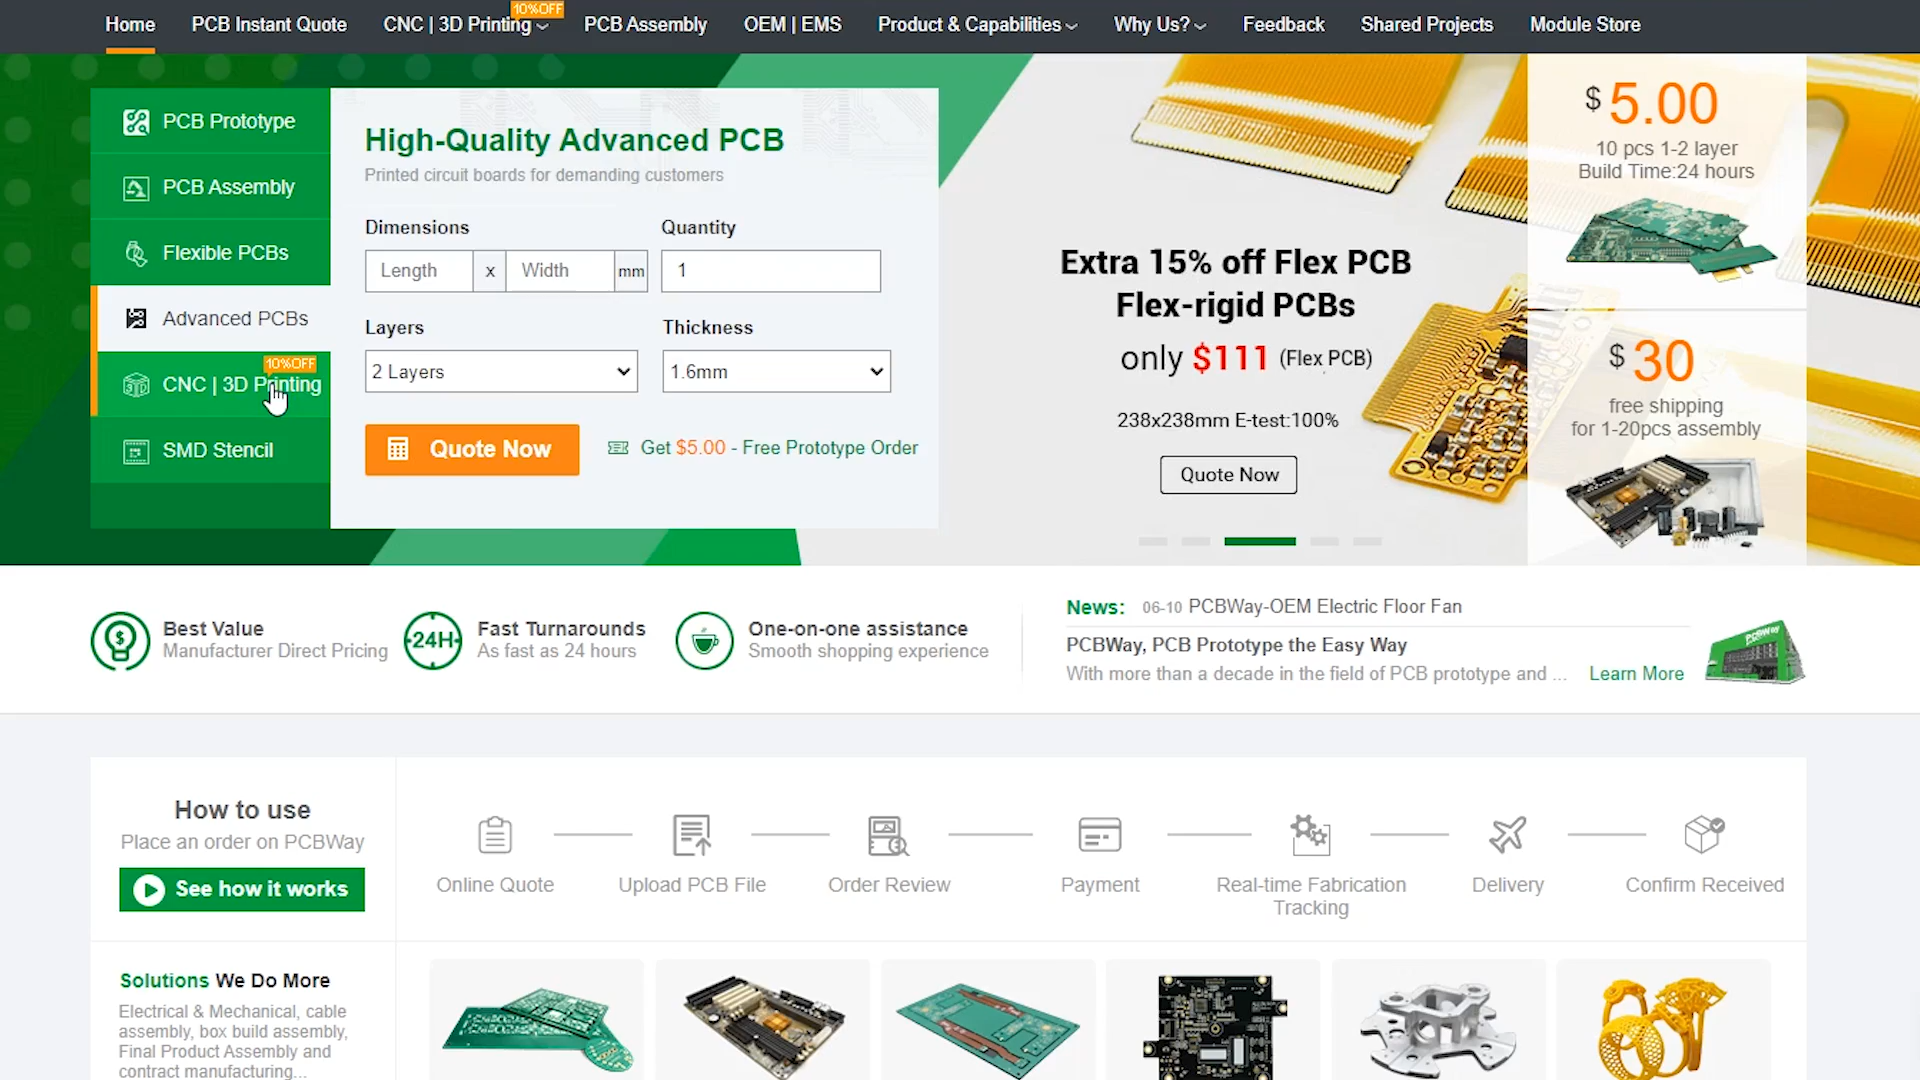 10%OFF
Home
PCB Instant Quote
CNC | 3D Printing
PCB Assembly
OEM | EMS
Product & Capabilities
Why Us?
Feedback
Shared Projects
Module Store
PCB Prototype
PCB Assembly
Flexible PCBs
Advanced PCBs
10%OFF
CNC | 3D Printing
SMD Stencil
High-Quality Advanced PCB
Printed circuit boards for demanding customers
Dimensions
Quantity
Length x Width mm
1
Layers
Thickness
2 Layers
1.6mm
Quote Now
Get $5.00 - Free Prototype Order
Extra 15% off Flex PCB
Flex-rigid PCBs
only $111 (Flex PCB)
238x238mm E-test:100%
Quote Now
$ 5.00
10 pcs 1-2 layer
Build Time:24 hours
$ 30
free shipping
for 1-20pcs assembly
Best Value
Manufacturer Direct Pricing
24H
Fast Turnarounds
As fast as 24 hours
One-on-one assistance
Smooth shopping experience
News: 06-10 PCBWay-OEM Electric Floor Fan
PCBWay, PCB Prototype the Easy Way
With more than a decade in the field of PCB prototype and ... Learn More
PCBWay
How to use
Place an order on PCBWay
See how it works
Online Quote
Upload PCB File
Order Review
Payment
Real-time Fabrication
Tracking
Delivery
Confirm Received
Solutions We Do More
Electrical & Mechanical, cable
assembly, box build assembly,
Final Product Assembly and
contract manufacturing...